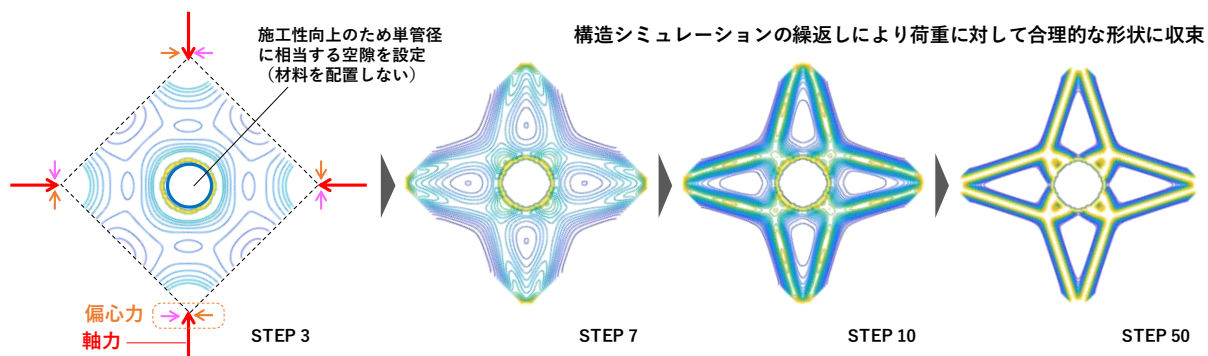 施工性向上のため単管径
に相当する空隙を設定
（材料を配置しない）
構造シミュレーションの繰返しにより荷重に対して合理的な形状に収束
偏心力
軸力
STEP 3
STEP 7
STEP 10
STEP 50